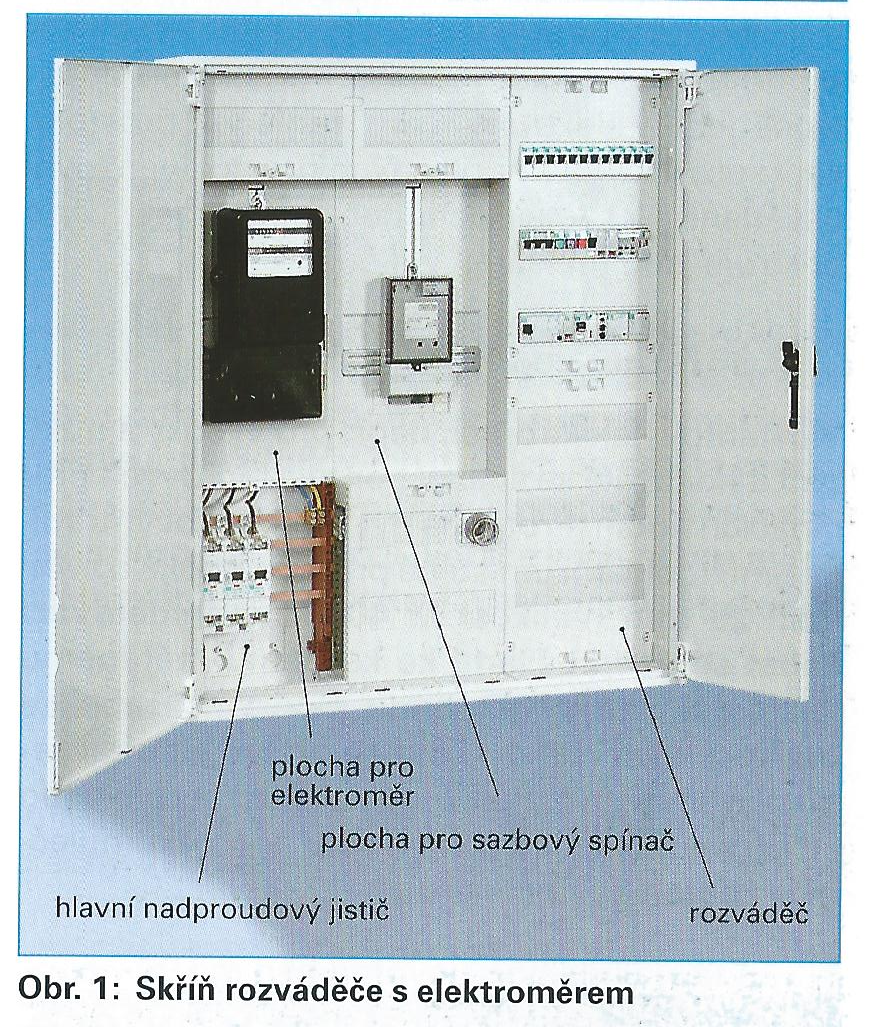 plocha pro
elektroměr
plocha pro sazbový spínač
hlavní nadproudový jistič
rozváděč
Obr. 1: Skříň rozváděče s elektroměrem